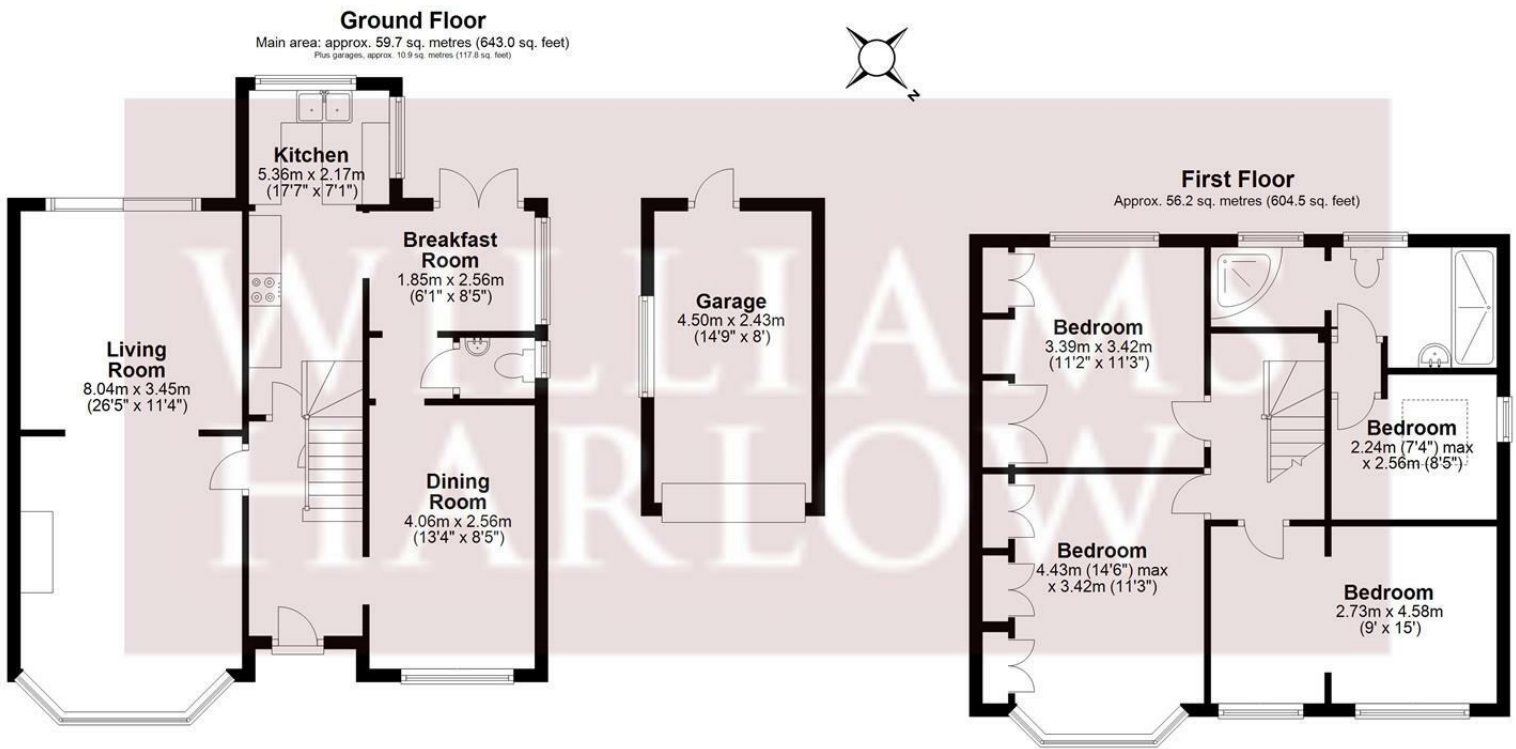 Ground Floor
Main area: approx. 59.7 sq. metres (643.0 sq. feet)
Plus garages, approx. 10.9 sq. metres (117.8 sq. feet)
N
Kitchen
5.36m x 2.17m
(17'7" x 7'1")
Breakfast
Room
1.85m x 2.56m
(6'1" x 8'5")
Living
Room
8.04m x 3.45m
(26'5" x 11'4")
Dining
Room
4.06m x 2.56m
(13'4" x 8'5")
Garage
4.50m x 2.43m
(14'9" x 8')
First Floor
Approx. 56.2 sq. metres (604.5 sq. feet)
Bedroom
3.39m x 3.42m
(11'2" x 11'3")
Bedroom
2.24m (7'4") max
x 2.56m (8'5")
Bedroom
4.43m (14'6") max
x 3.42m (11'3")
Bedroom
2.73m x 4.58m
(9' x 15')
WILLIAMS
HARLOW